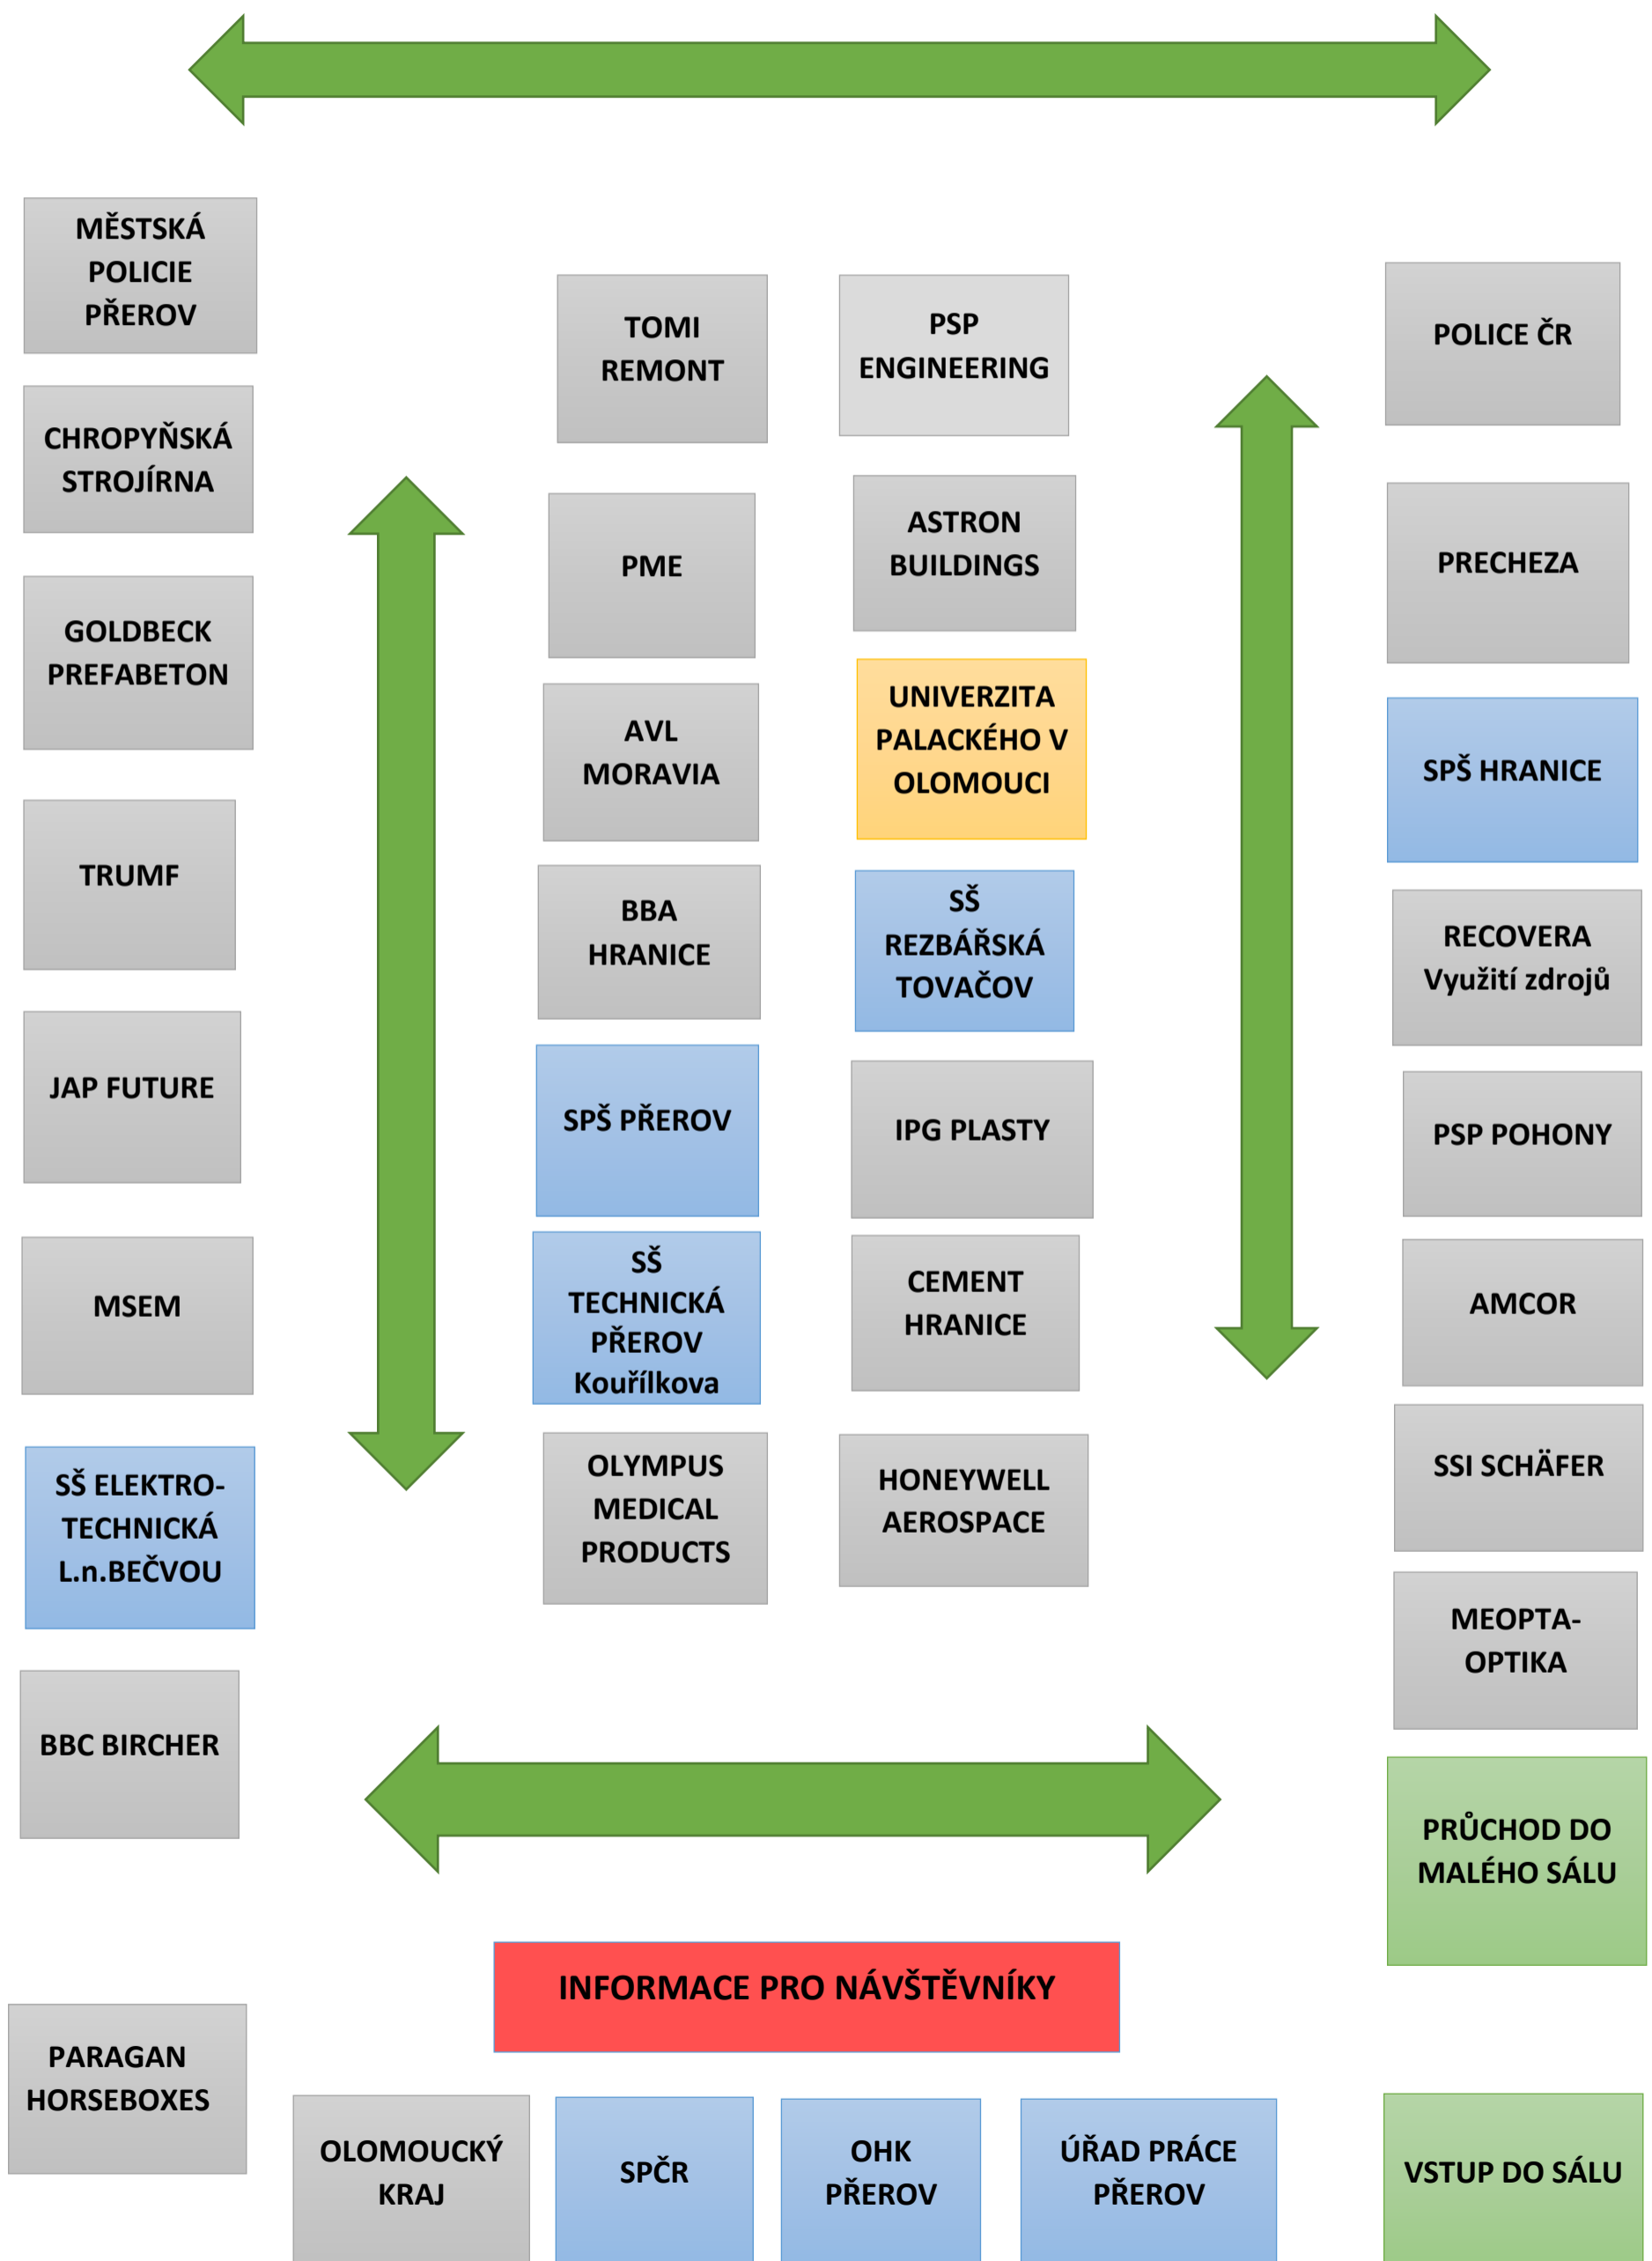 MĚSTSKÁ
POLICIE
PŘEROV
CHROPYŇSKÁ
STROJÍRNA
GOLDBECK
PREFABETON
TRUMF
JAP FUTURE
MSEM
SŠ ELEKTRO-
TECHNICKÁ
L.n.BEČVOU
BBC BIRCHER
PARAGAN
HORSEBOXES
TOMI
REMONT
PME
AVL
MORAVIA
BBA
HRANICE
SPŠ PŘEROV
SŠ
TECHNICKÁ
PŘEROV
Kouřílkova
OLYMPUS
MEDICAL
PRODUCTS
PSP
ENGINEERING
ASTRON
BUILDINGS
UNIVERZITA
PALACKÉHO V
OLOMOUCI
SŠ
REZBÁŘSKÁ
TOVAČOV
IPG PLASTY
CEMENT
HRANICE
HONEYWELL
AEROSPACE
POLICE ČR
PRECHEZA
SPŠ HRANICE
RECOVERA
Využití zdrojů
PSP POHONY
AMCOR
SSI SCHÄFER
MEOPTA-
OPTIKA
PRŮCHOD DO
MALÉHO SÁLU
INFORMACE PRO NÁVŠTĚVNÍKY
OLOMOUCKÝ
KRAJ
SPČR
OHK
PŘEROV
ÚŘAD PRÁCE
PŘEROV
VSTUP DO SÁLU